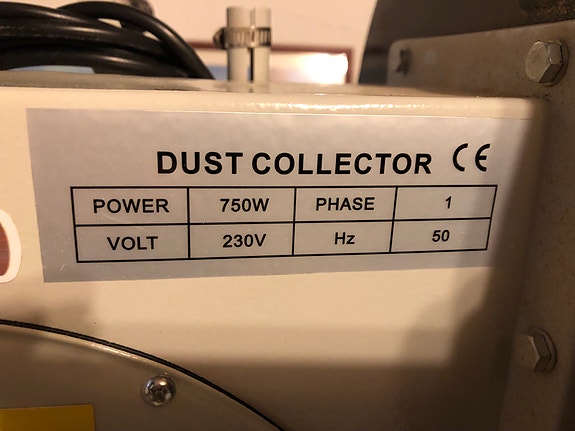 DUST COLLECTOR CE
POWER 750W PHASE 1
VOLT 230V Hz 50